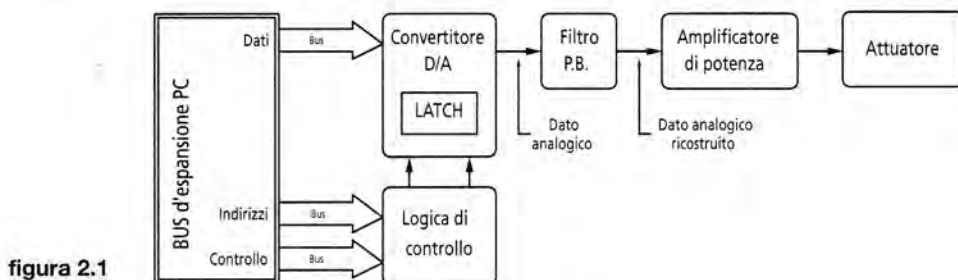 BUS d'espansione PC
Dati
Bus
Convertitore
D/A
LATCH
Dato
analogico
Filtro
P.B.
Dato analogico
ricostruito
Amplificatore
di potenza
Attuatore
Indirizzi
Bus
Controllo
Bus
Logica di
controllo
figura 2.1